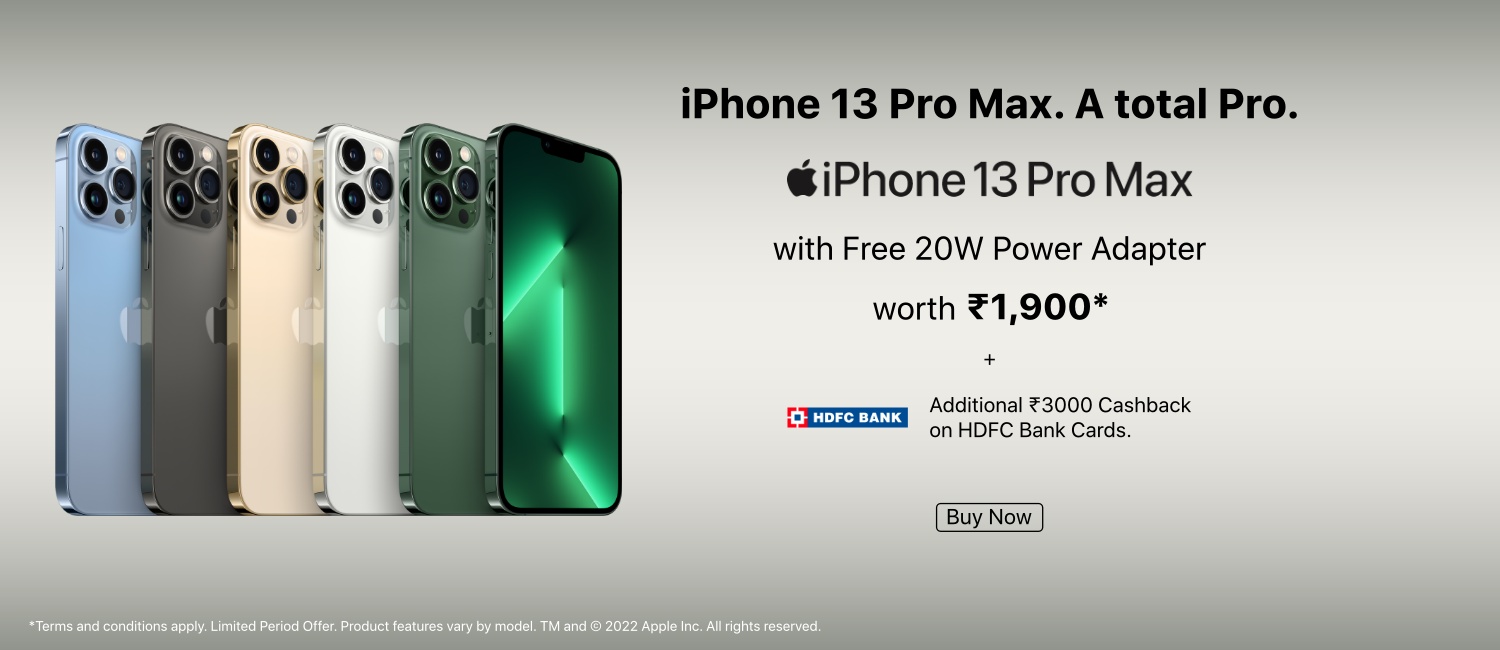 iPhone 13 Pro Max. A total Pro.
iPhone 13 Pro Max
with Free 20W Power Adapter
worth ₹1,900*
+
HDFC BANK
Additional ₹3000 Cashback
on HDFC Bank Cards.
Buy Now
*Terms and conditions apply. Limited Period Offer. Product features vary by model. TM and © 2022 Apple Inc. All rights reserved.